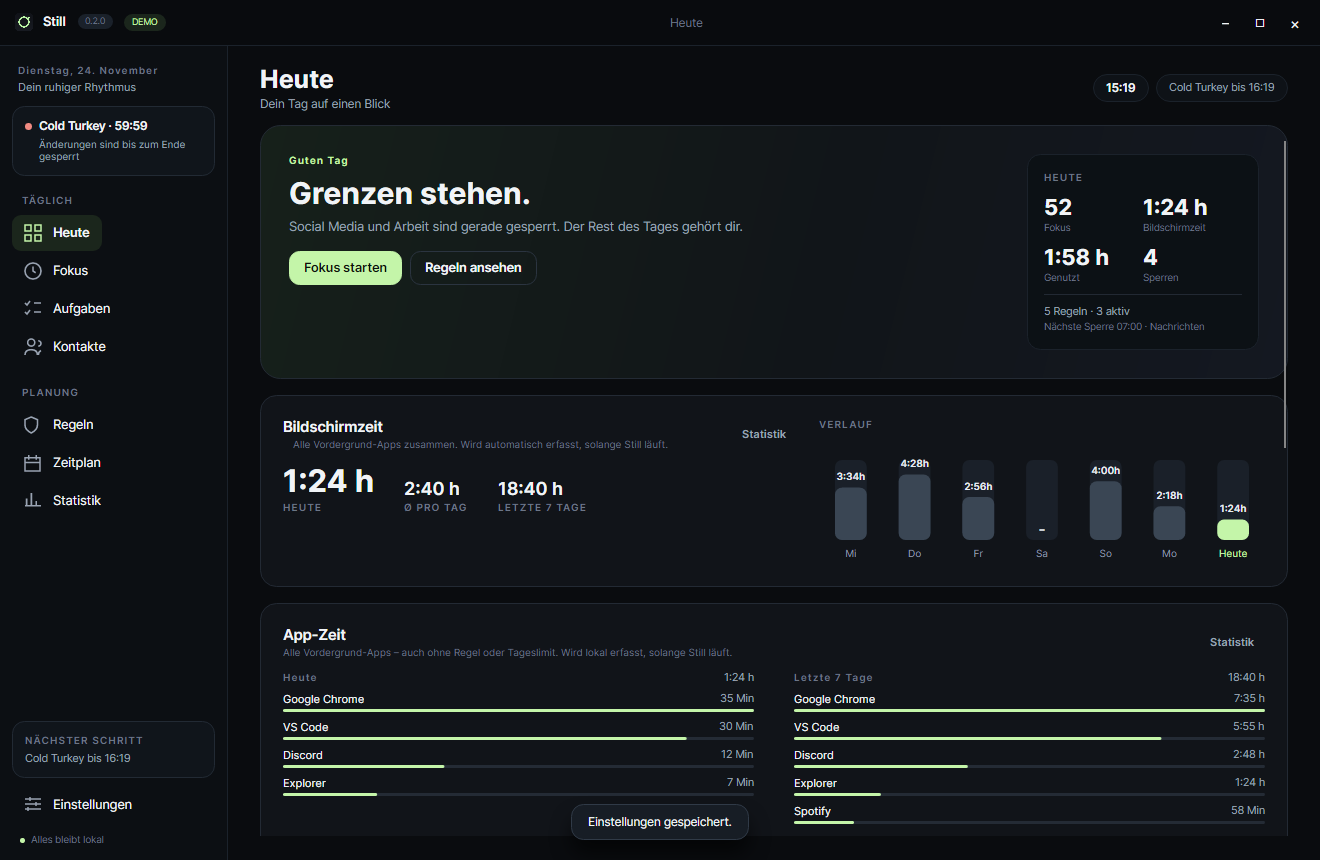 Still 0.2.0 DEMO
Heute
Dienstag, 24. November
Dein ruhiger Rhythmus
Cold Turkey · 59:59
Änderungen sind bis zum Ende
gesperrt
TÄGLICH
Heute
Fokus
Aufgaben
Kontakte
PLANUNG
Regeln
Zeitplan
Statistik
NÄCHSTER SCHRITT
Cold Turkey bis 16:19
Einstellungen
Alles bleibt lokal
Heute
Dein Tag auf einen Blick
15:19
Cold Turkey bis 16:19
Guten Tag
Grenzen stehen.
Social Media und Arbeit sind gerade gesperrt. Der Rest des Tages gehört dir.
Fokus starten
Regeln ansehen
HEUTE
52 1:24 h
Fokus Bildschirmzeit
1:58 h 4
Genutzt Sperren
5 Regeln · 3 aktiv
Nächste Sperre 07:00 · Nachrichten
Bildschirmzeit
Alle Vordergrund-Apps zusammen. Wird automatisch erfasst, solange Still läuft.
Statistik
1:24 h 2:40 h 18:40 h
HEUTE Ø PRO TAG LETZTE 7 TAGE
VERLAUF
3:34h 4:28h 2:56h – 4:00h 2:18h 1:24h
Mi Do Fr Sa So Mo Heute
App-Zeit
Alle Vordergrund-Apps – auch ohne Regel oder Tageslimit. Wird lokal erfasst, solange Still läuft.
Statistik
Heute 1:24 h
Google Chrome 35 Min
VS Code 30 Min
Discord 12 Min
Explorer 7 Min
Letzte 7 Tage 18:40 h
Google Chrome 7:35 h
VS Code 5:55 h
Discord 2:48 h
Explorer 1:24 h
Spotify 58 Min
Einstellungen gespeichert.